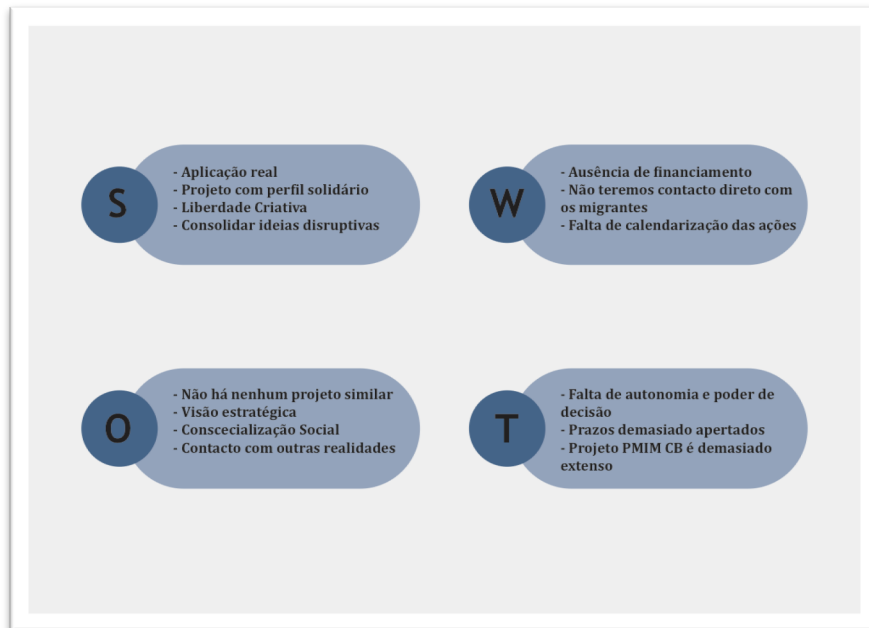 S
- Aplicação real
- Projeto com perfil solidário
- Liberdade Criativa
- Consolidar ideias disruptivas
W
- Ausência de financiamento
- Não teremos contacto direto com
os migrantes
- Falta de calendarização das ações
O
- Não há nenhum projeto similar
- Visão estratégica
- Conscecialização Social
- Contacto com outras realidades
T
- Falta de autonomia e poder de
decisão
- Prazos demasiado apertados
- Projeto PMIM CB é demasiado
extenso